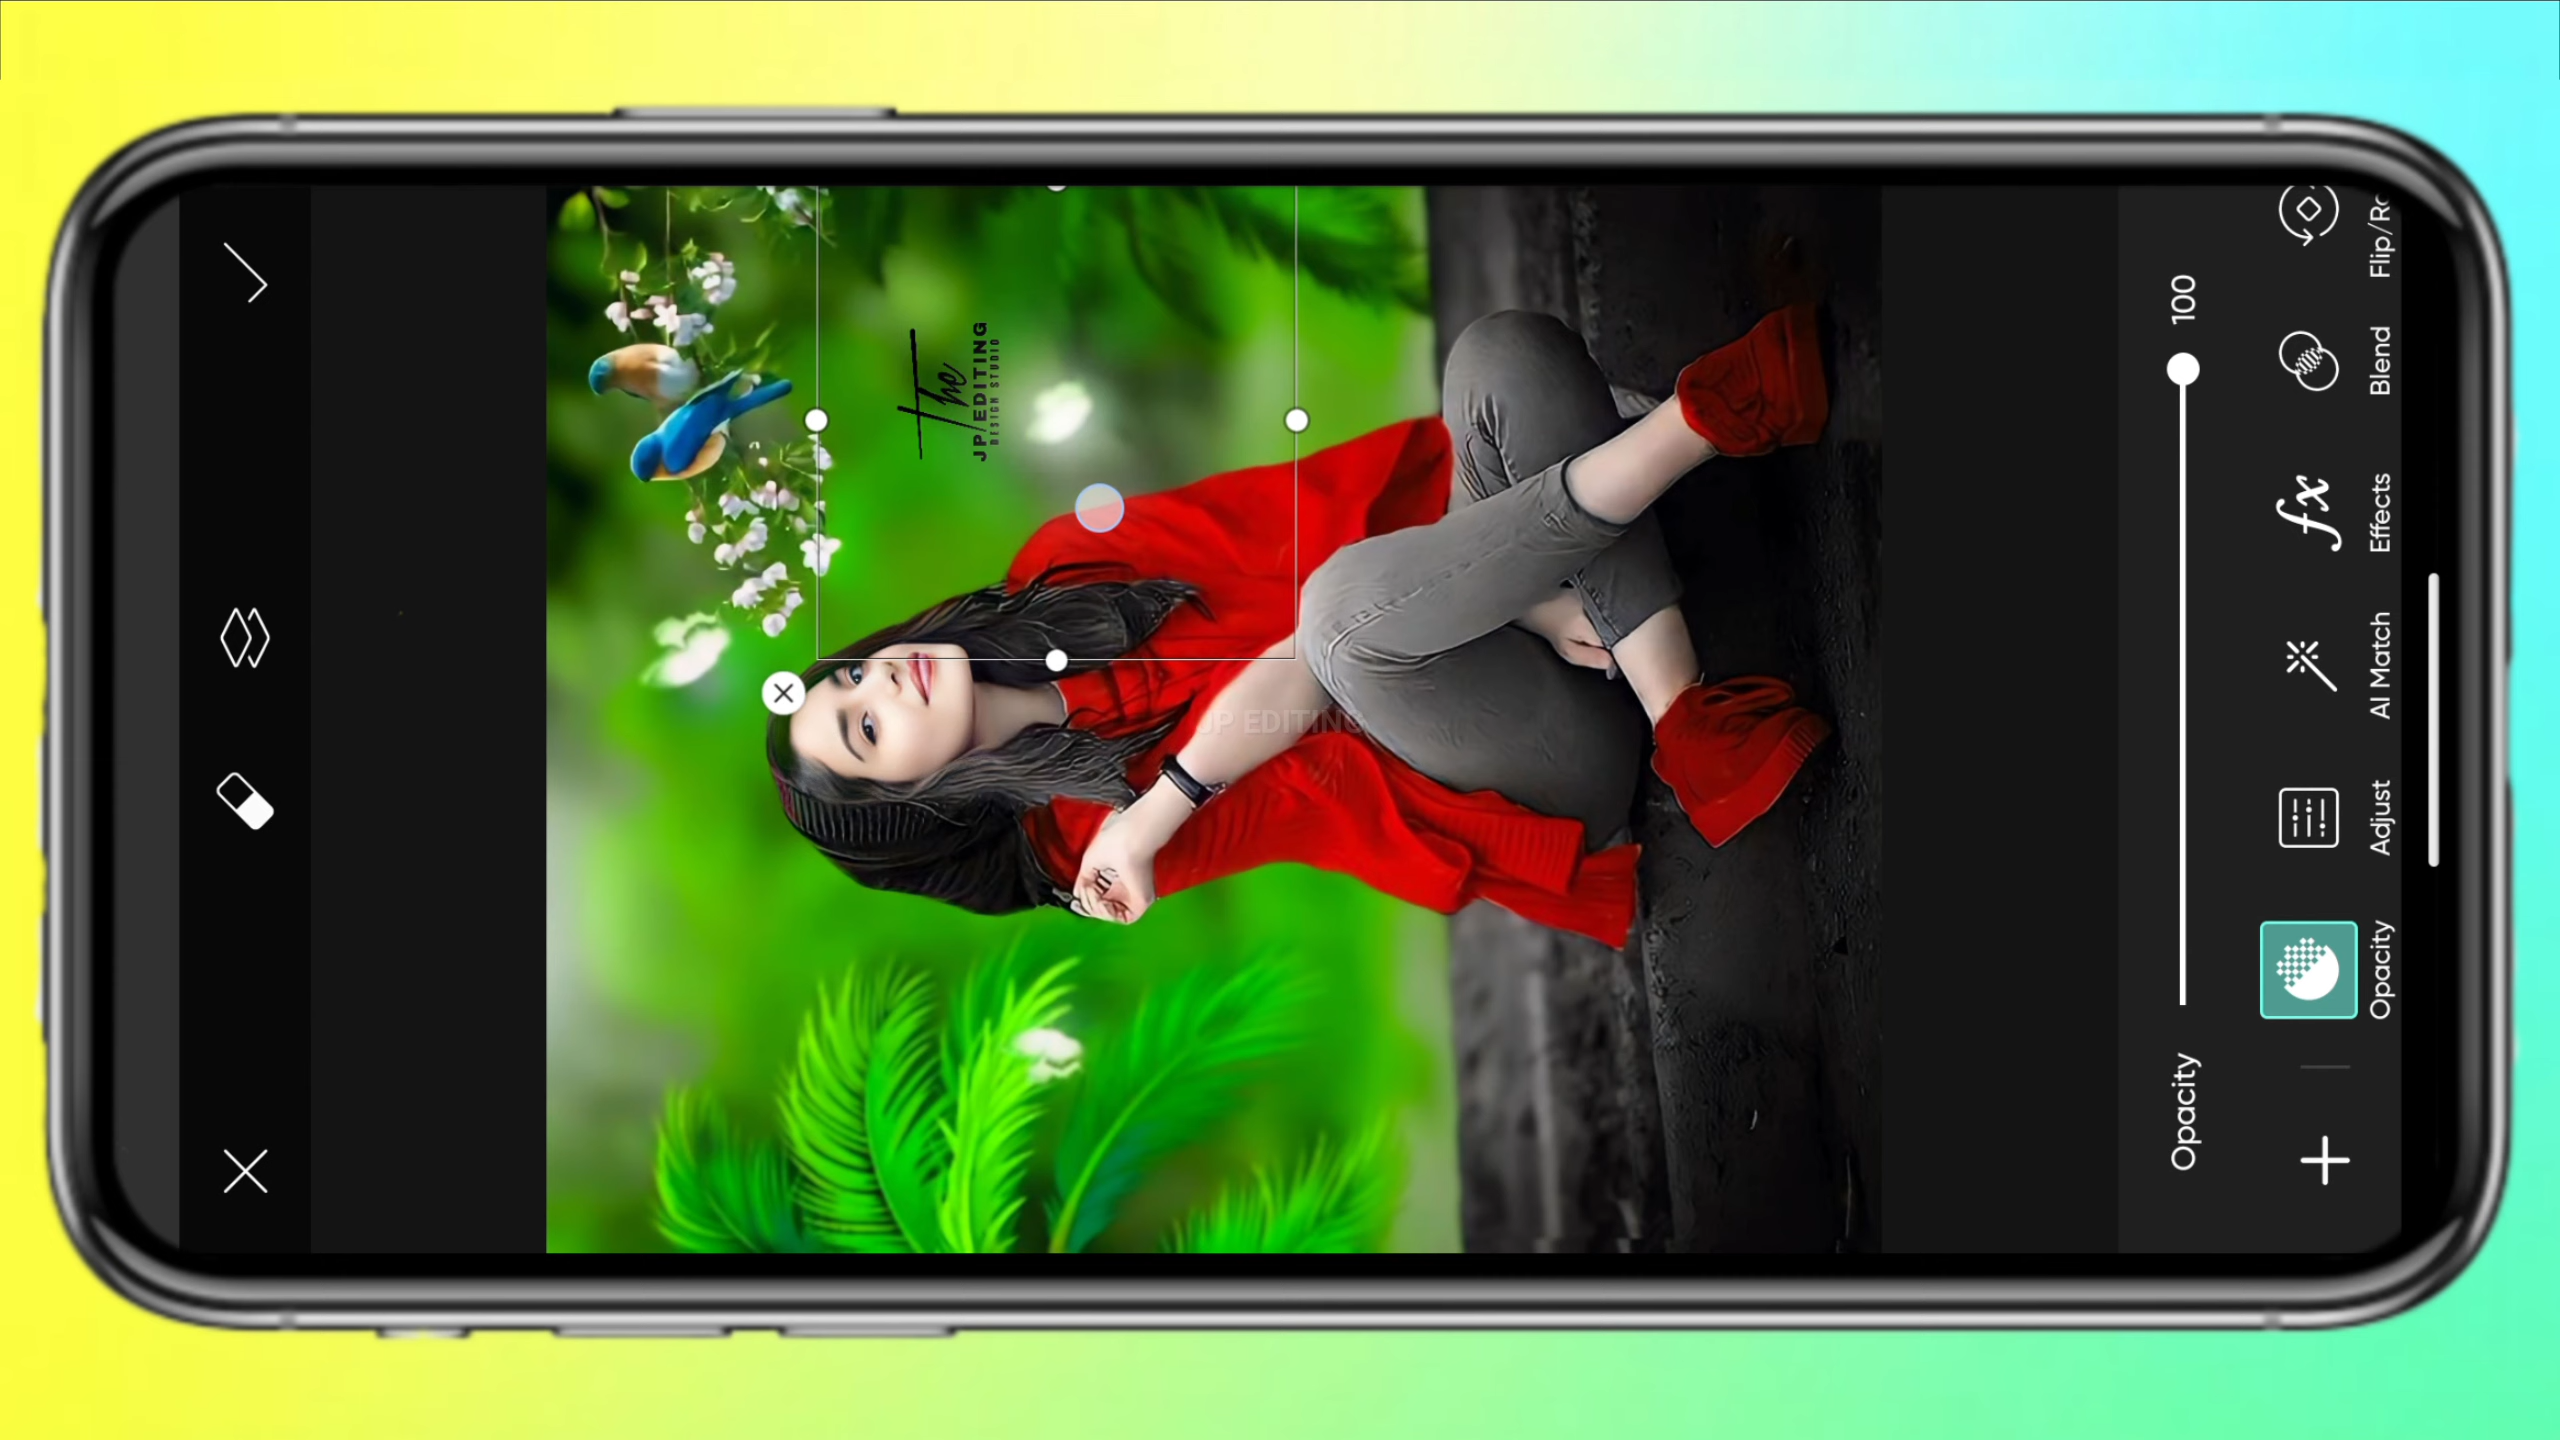 The
JP/EDITING
DESIGN STUDIO
JP EDITING
Opacity
100
Opacity
Adjust
AI Match
Effects
Blend
Flip/Ro